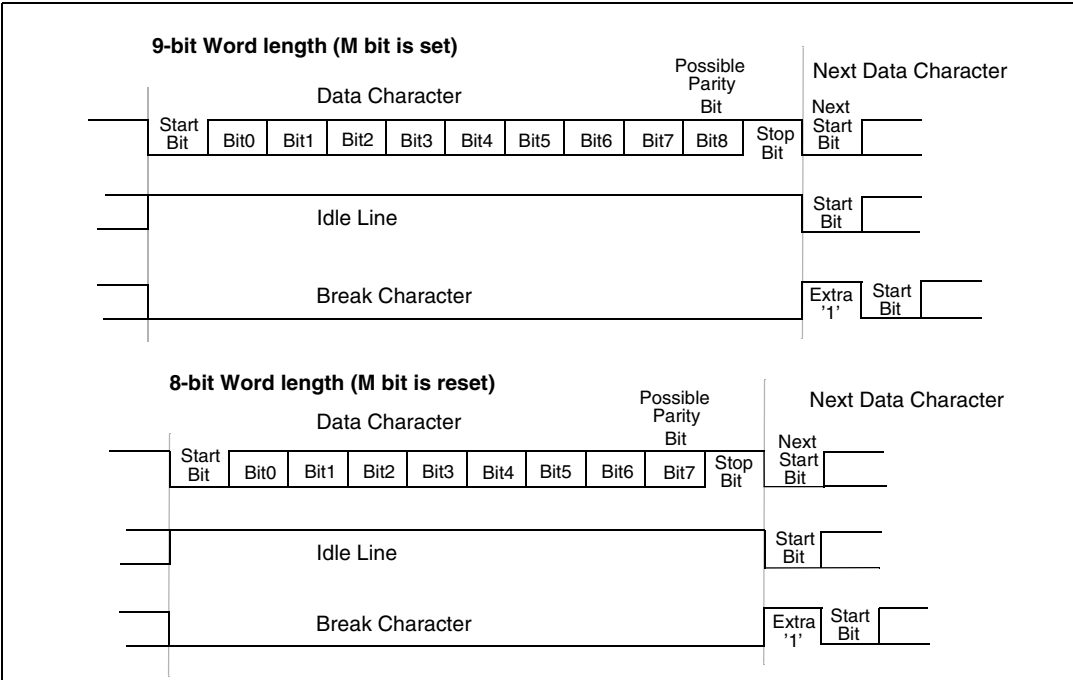 9-bit Word length (M bit is set)
Possible
Parity
Bit
Next Data Character
Data Character
Start
Bit
Bit0
Bit1
Bit2
Bit3
Bit4
Bit5
Bit6
Bit7
Bit8
Stop
Bit
Next
Start
Bit
Idle Line
Start
Bit
Break Character
Extra
'1'
Start
Bit
8-bit Word length (M bit is reset)
Possible
Parity
Bit
Next Data Character
Data Character
Start
Bit
Bit0
Bit1
Bit2
Bit3
Bit4
Bit5
Bit6
Bit7
Stop
Bit
Next
Start
Bit
Idle Line
Start
Bit
Break Character
Extra
'1'
Start
Bit